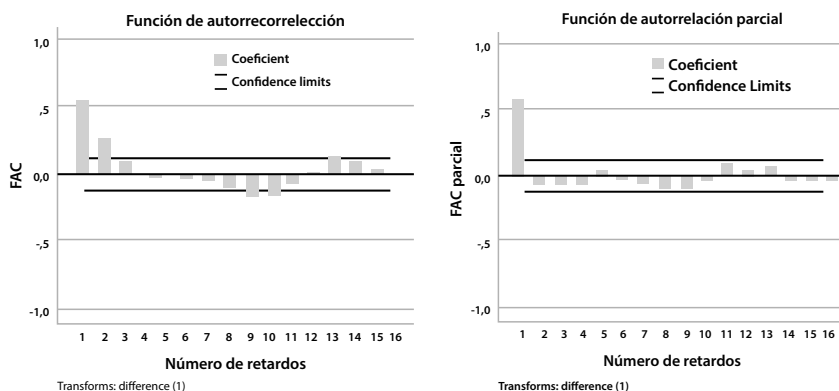 Función de autorrecorrelección
1,0
,5
0,0
-,5
-1,0
FAC
Coeficient
Confidence limits
1 2 3 4 5 6 7 8 9 10 11 12 13 14 15 16
Número de retardos
Transforms: difference (1)
Función de autorrelación parcial
1,0
,5
0,0
-,5
-1,0
FAC parcial
Coeficient
Confidence Limits
1 2 3 4 5 6 7 8 9 10 11 12 13 14 15 16
Número de retardos
Transforms: difference (1)